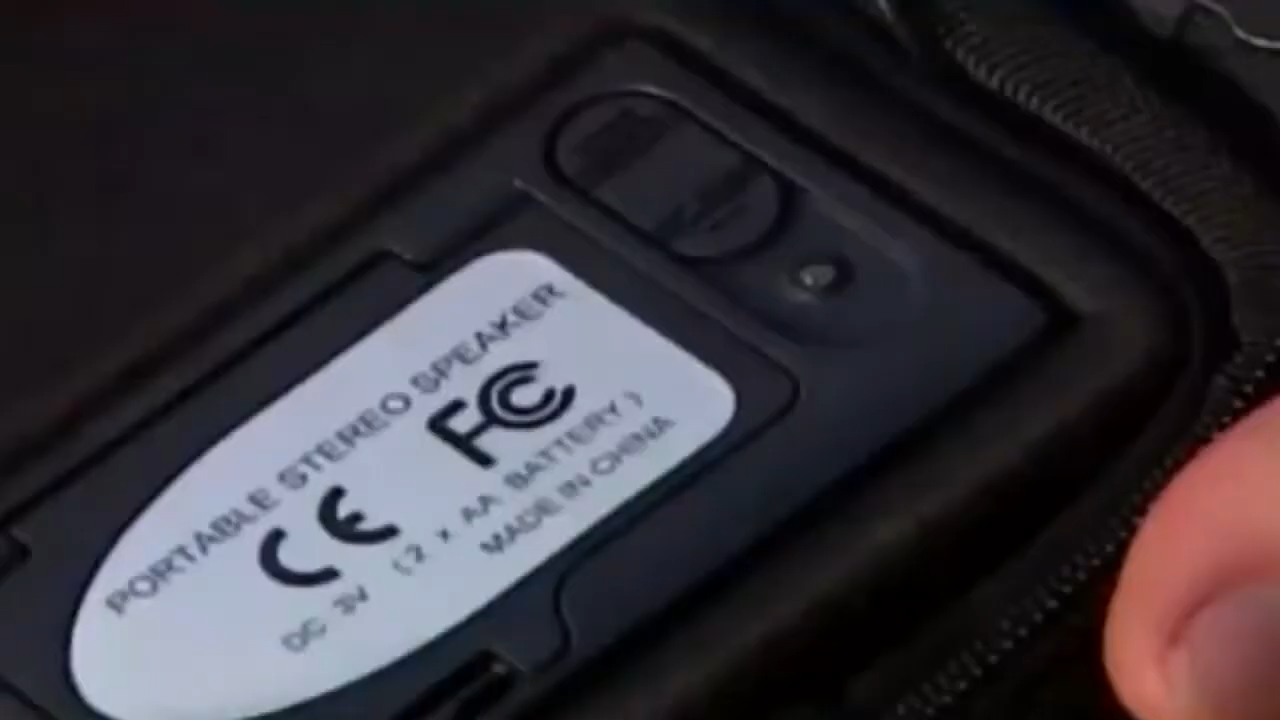 PORTABLE STEREO SPEAKER
CE FC
DC 3V (2 x AA BATTERY)
MADE IN CHINA